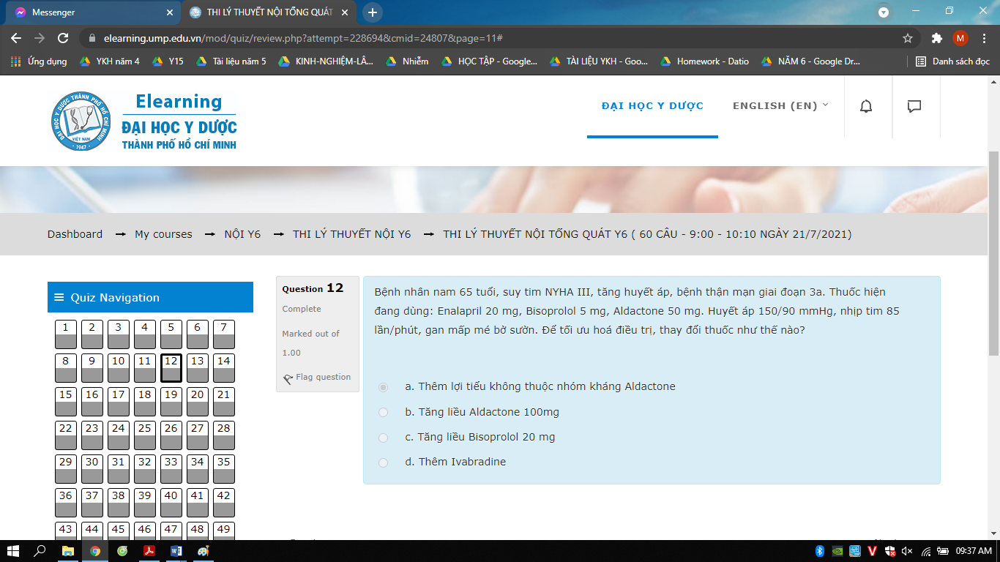 Messenger
THI LÝ THUYẾT NỘI TỔNG QUÁT
elearning.ump.edu.vn/mod/quiz/review.php?attempt=228694&cmid=24807&page=11#
M
Ứng dụng YKH năm 4 Y15 Tài liệu năm 5 KINH-NGHIỆM-LÂ... Nhiễm HỌC TẬP - Google... TÀI LIỆU YKH - Goo... Homework - Datio NĂM 6 - Google Dr... Danh sách đọc
Elearning
ĐẠI HỌC Y DƯỢC
THÀNH PHỐ HỒ CHÍ MINH
ĐẠI HỌC Y DƯỢC THÀNH PHỐ HỒ CHÍ MINH
VIỆT NAM
1947
ĐẠI HỌC Y DƯỢC ENGLISH (EN)
Dashboard → My courses → NỘI Y6 → THI LÝ THUYẾT NỘI Y6 → THI LÝ THUYẾT NỘI TỔNG QUÁT Y6 ( 60 CÂU - 9:00 - 10:10 NGÀY 21/7/2021)
Quiz Navigation
1 2 3 4 5 6 7
8 9 10 11 12 13 14
15 16 17 18 19 20 21
22 23 24 25 26 27 28
29 30 31 32 33 34 35
36 37 38 39 40 41 42
43 44 45 46 47 48 49
Question 12
Complete
Marked out of
1.00
Flag question
Bệnh nhân nam 65 tuổi, suy tim NYHA III, tăng huyết áp, bệnh thận mạn giai đoạn 3a. Thuốc hiện
đang dùng: Enalapril 20 mg, Bisoprolol 5 mg, Aldactone 50 mg. Huyết áp 150/90 mmHg, nhịp tim 85
lần/phút, gan mấp mé bờ sườn. Để tối ưu hoá điều trị, thay đổi thuốc như thế nào?
a. Thêm lợi tiểu không thuộc nhóm kháng Aldactone
b. Tăng liều Aldactone 100mg
c. Tăng liều Bisoprolol 20 mg
d. Thêm Ivabradine
09:37 AM